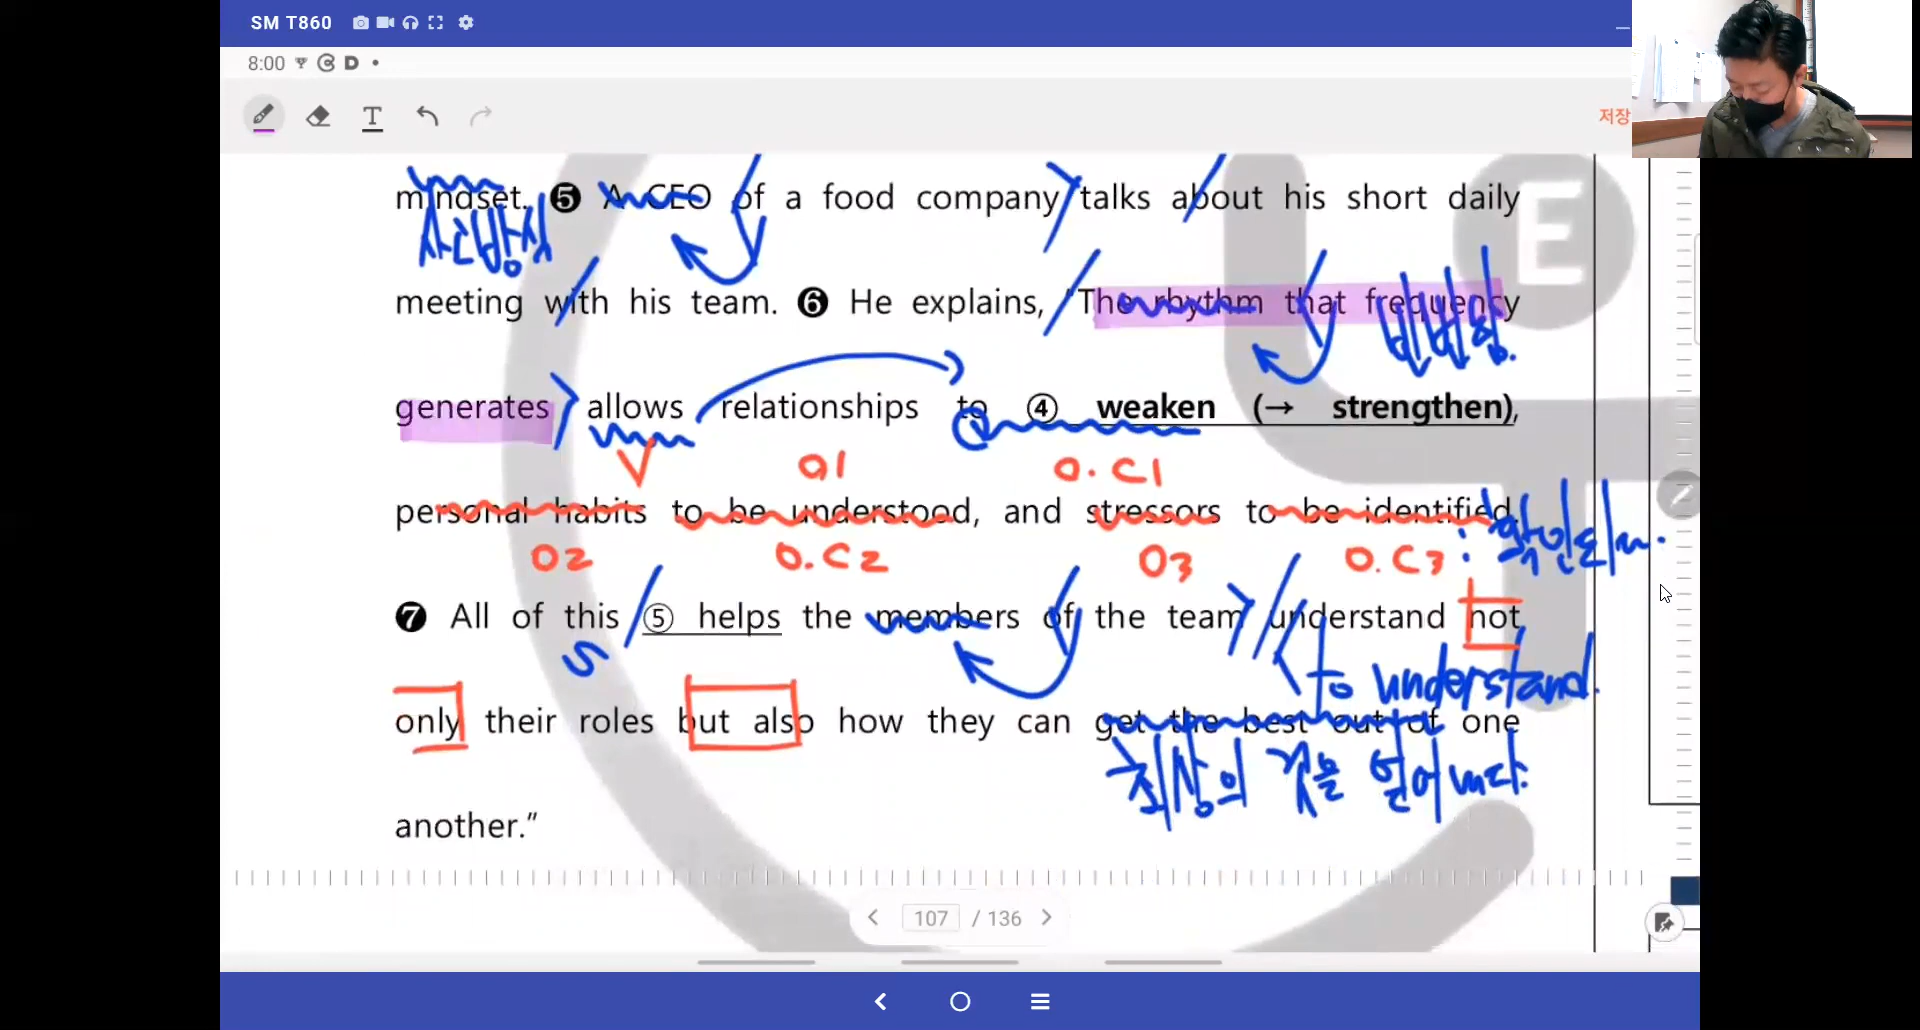 SM T860
8:00
저장
mindset. ❺ A CEO of a food company talks about his short daily
사고방식
meeting with his team. ❻ He explains, “The rhythm that frequency
빈번함.
generates allows relationships to ④ weaken (→ strengthen),
V O1 O.C1
personal habits to be understood, and stressors to be identified.
O2 O.C2 O3 O.C3 : 확인되다.
❼ All of this ⑤ helps the members of the team understand not
S to understand.
only their roles but also how they can get the best out of one
최상의 것을 얻어내다.
another.”
107 / 136
E